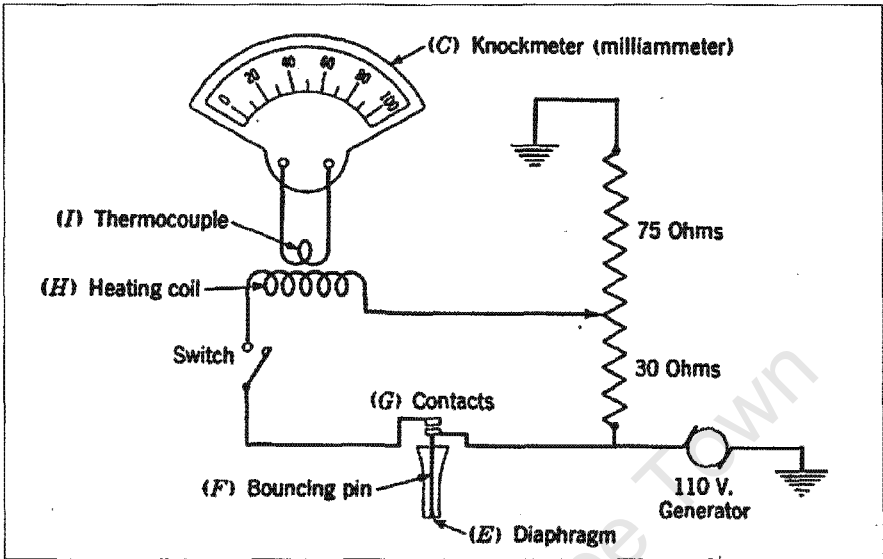 (C) Knockmeter (milliammeter)
0 20 40 60 80 100
(I) Thermocouple
75 Ohms
(H) Heating coil
Switch
30 Ohms
(G) Contacts
(F) Bouncing pin
110 V.
Generator
(E) Diaphragm
Town